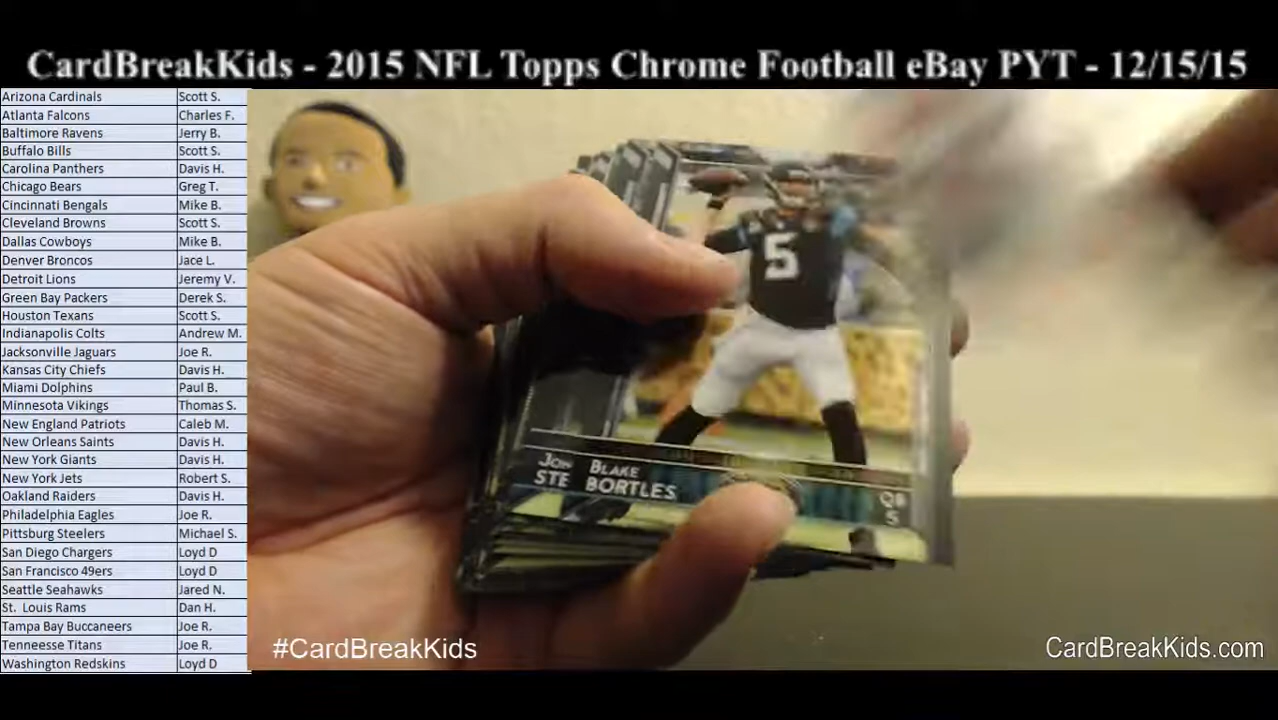 CardBreakKids - 2015 NFL Topps Chrome Football eBay PYT - 12/15/15
Arizona Cardinals Scott S.
Atlanta Falcons Charles F.
Baltimore Ravens Jerry B.
Buffalo Bills Scott S.
Carolina Panthers Davis H.
Chicago Bears Greg T.
Cincinnati Bengals Mike B.
Cleveland Browns Scott S.
Dallas Cowboys Mike B.
Denver Broncos Jace L.
Detroit Lions Jeremy V.
Green Bay Packers Derek S.
Houston Texans Scott S.
Indianapolis Colts Andrew M.
Jacksonville Jaguars Joe R.
Kansas City Chiefs Davis H.
Miami Dolphins Paul B.
Minnesota Vikings Thomas S.
New England Patriots Caleb M.
New Orleans Saints Davis H.
New York Giants Davis H.
New York Jets Robert S.
Oakland Raiders Davis H.
Philadelphia Eagles Joe R.
Pittsburg Steelers Michael S.
San Diego Chargers Loyd D
San Francisco 49ers Loyd D
Seattle Seahawks Jared N.
St. Louis Rams Dan H.
Tampa Bay Buccaneers Joe R.
Tenneesse Titans Joe R.
Washington Redskins Loyd D
5
JON BLAKE
STE BORTLES
QB
5
#CardBreakKids
CardBreakKids.com